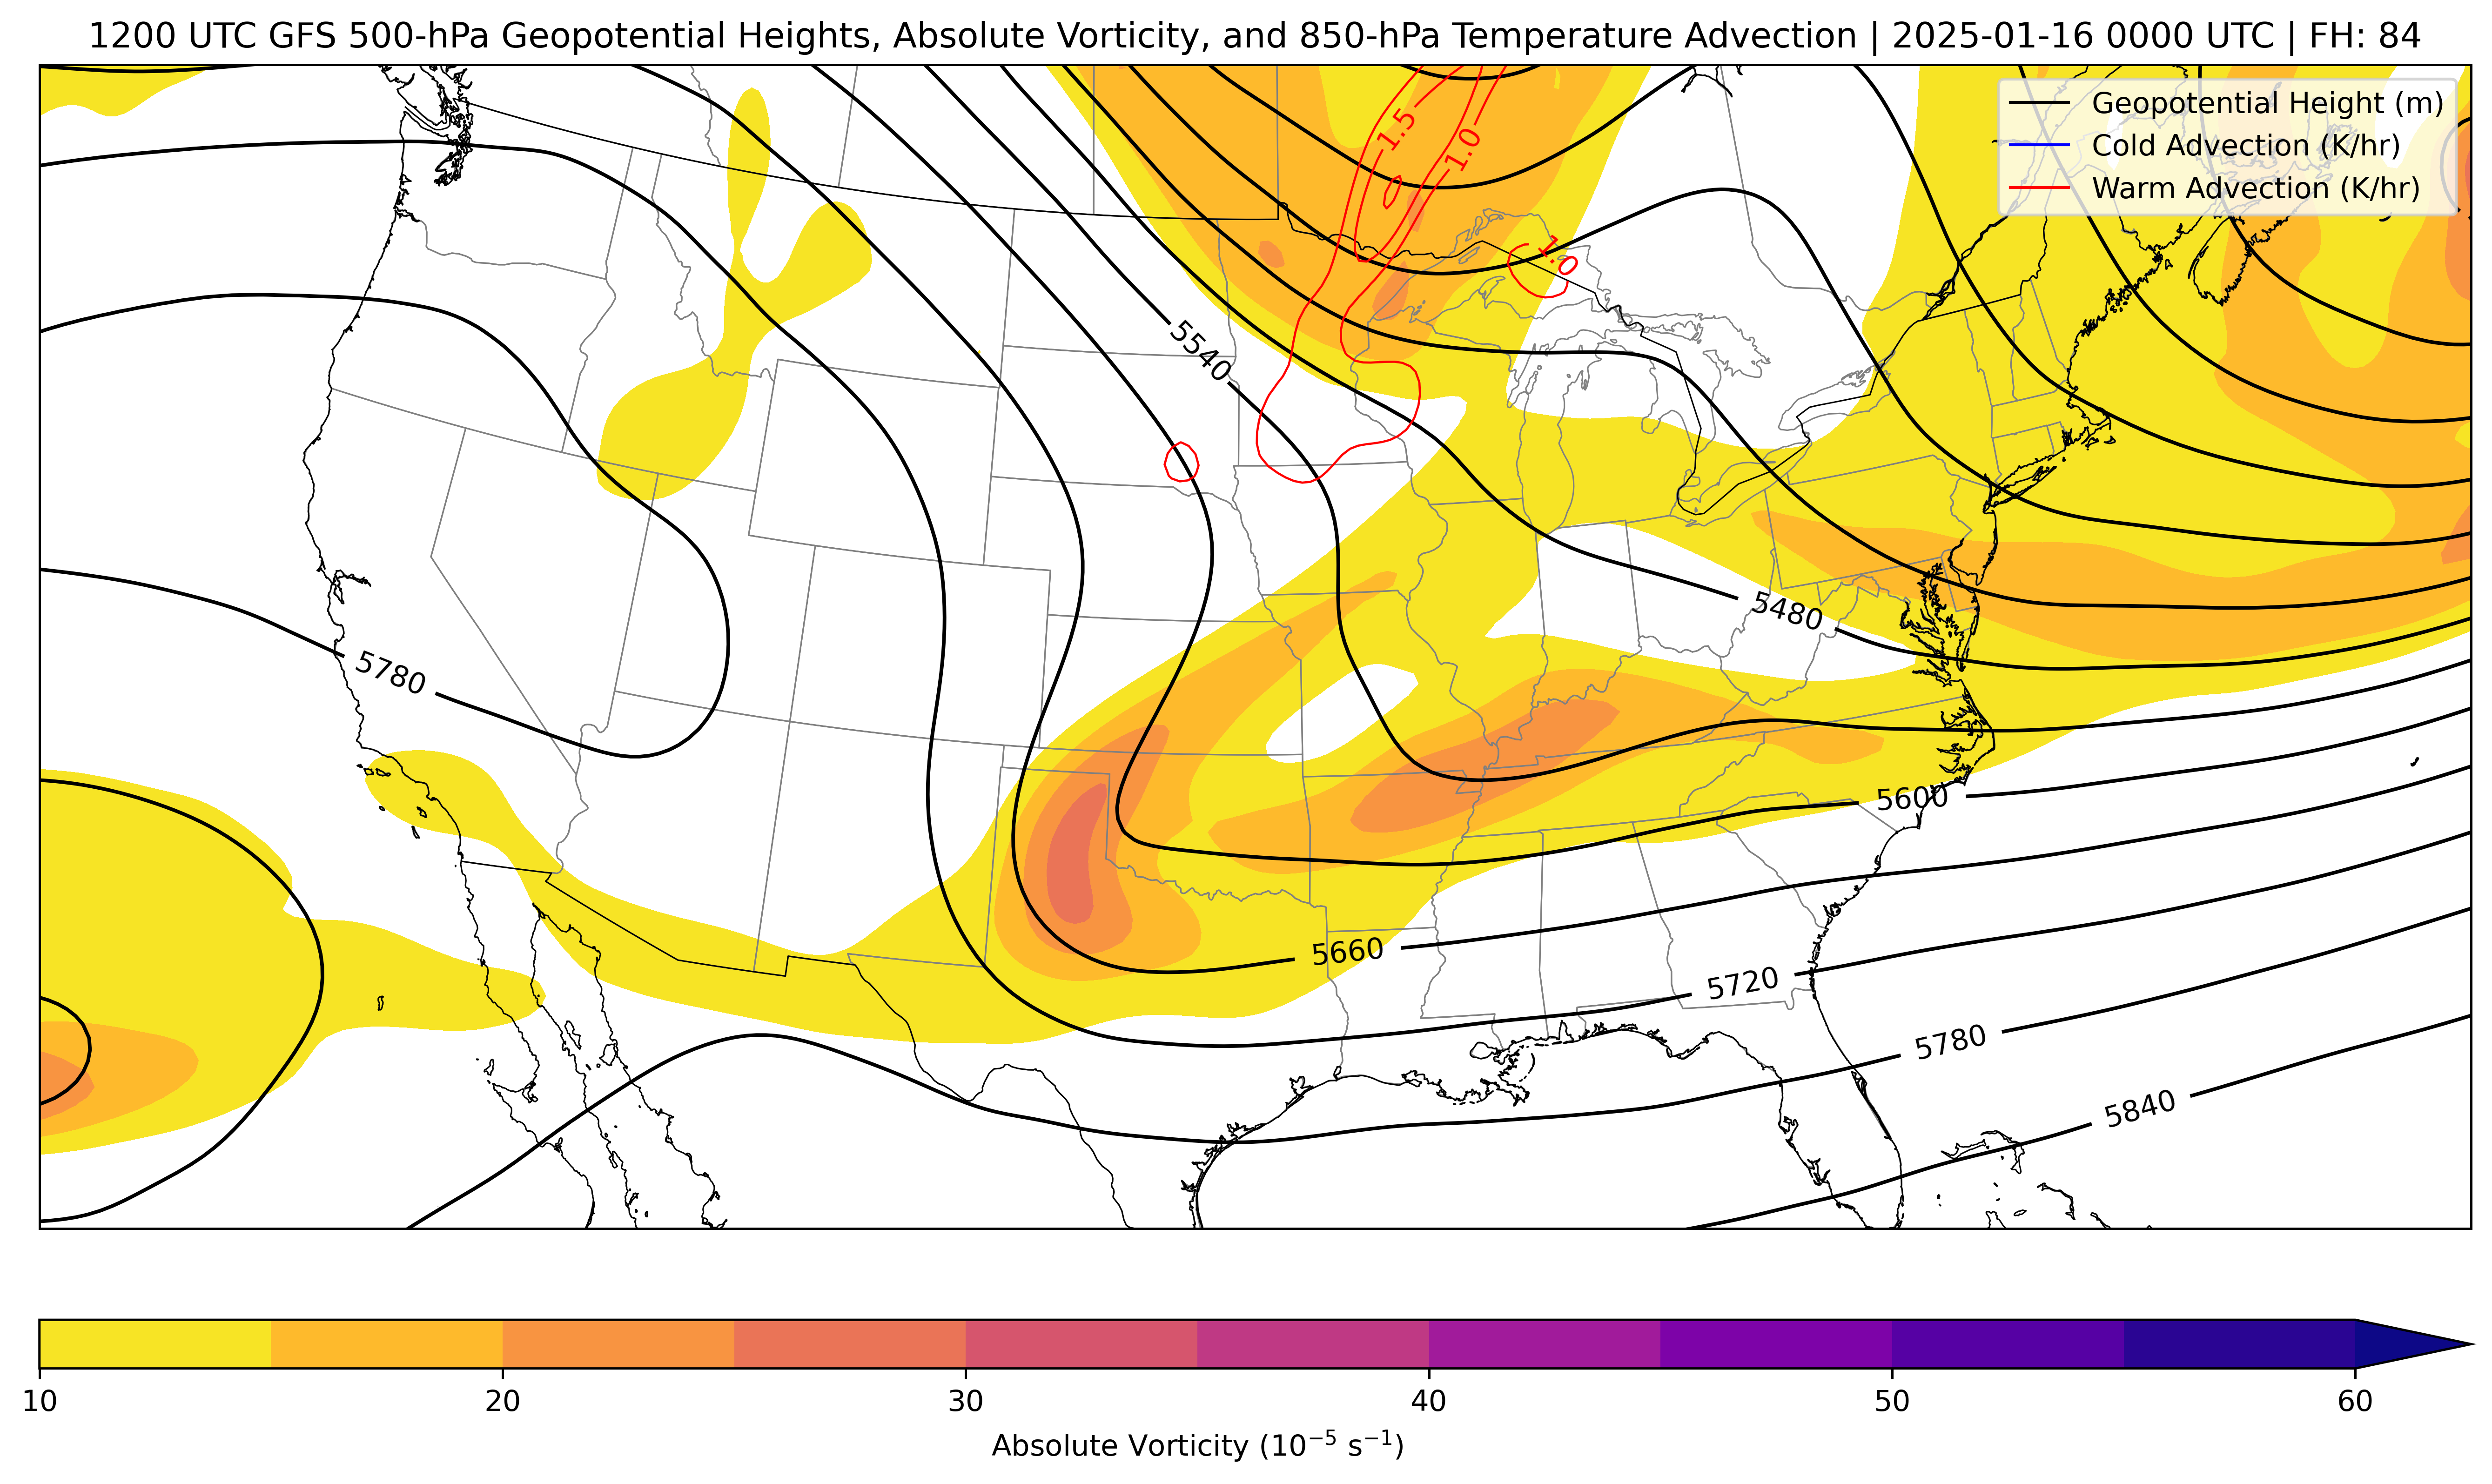 1200 UTC GFS 500-hPa Geopotential Heights, Absolute Vorticity, and 850-hPa Temperature Advection | 2025-01-16 0000 UTC | FH: 84
Geopotential Height (m)
Cold Advection (K/hr)
Warm Advection (K/hr)
1.5
1.0
1.0
5540
5480
5780
5600
5660
5720
5780
5840
10 20 30 40 50 60
Absolute Vorticity (10⁻⁵ s⁻¹)